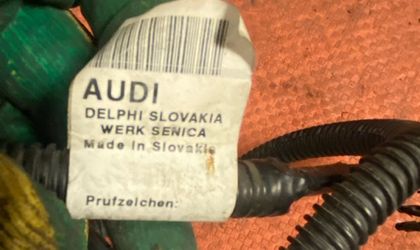 AUDI
DELPHI SLOVAKIA
WERK SENICA
Made in Slovakia
Prufzeichen: